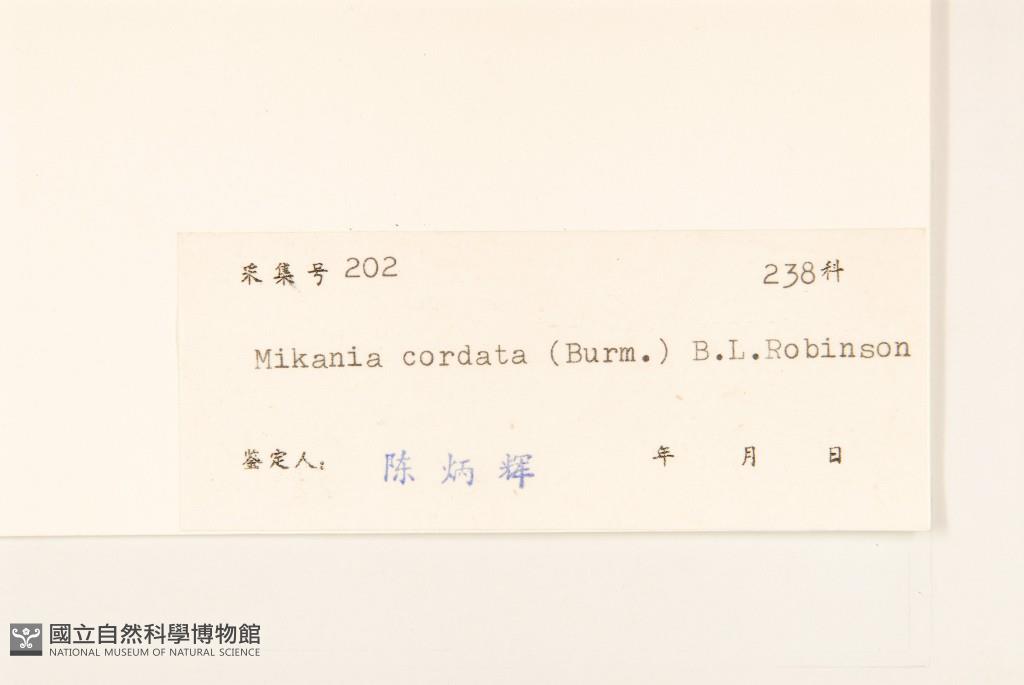 采集号 202 238科
Mikania cordata (Burm.) B.L.Robinson
鉴定人: 陈炳辉 年 月 日
國立自然科學博物館
NATIONAL MUSEUM OF NATURAL SCIENCE